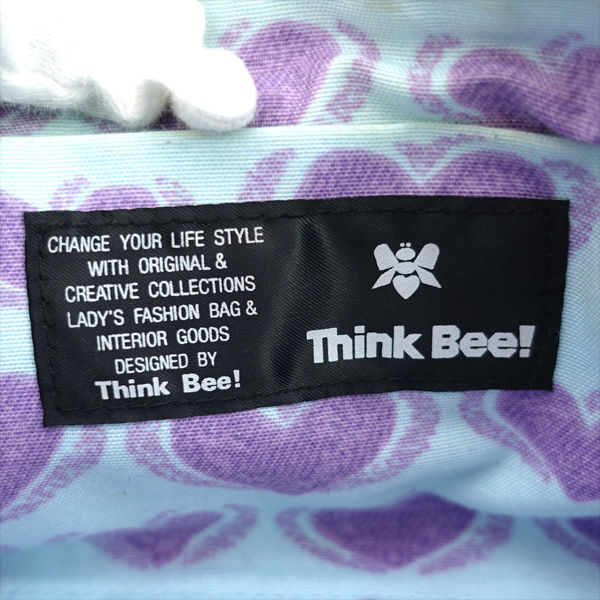 CHANGE YOUR LIFE STYLE
WITH ORIGINAL &
CREATIVE COLLECTIONS
LADY'S FASHION BAG &
INTERIOR GOODS
DESIGNED BY
Think Bee!
Think Bee!